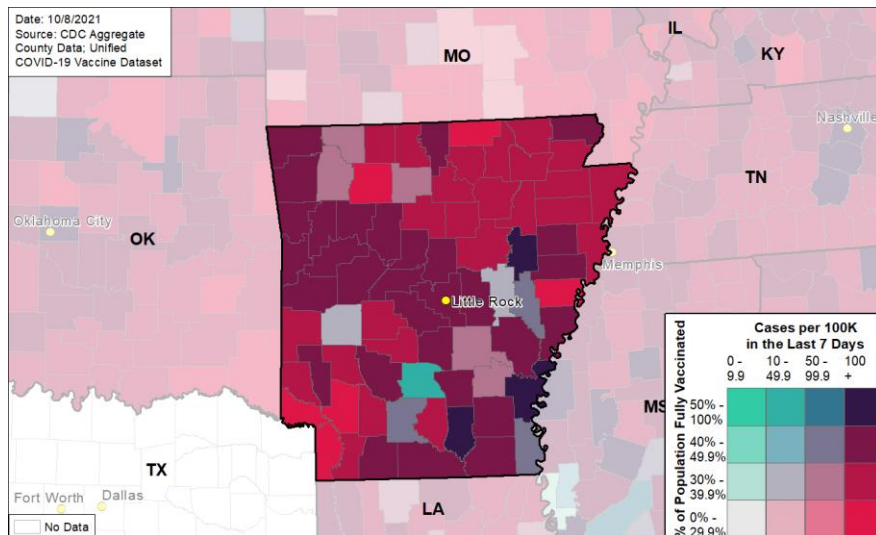 Date: 10/8/2021
Source: CDC Aggregate
County Data; Unified
COVID-19 Vaccine Dataset
MO
IL
KY
Nashville
TN
Oklahoma City
OK
Memphis
Little Rock
MS
TX
Fort Worth
Dallas
LA
No Data
Cases per 100K
in the Last 7 Days
0 -
9.9
10 -
49.9
50 -
99.9
100
+
% of Population Fully Vaccinated
50% -
100%
40% -
49.9%
30% -
39.9%
0% -
29.9%